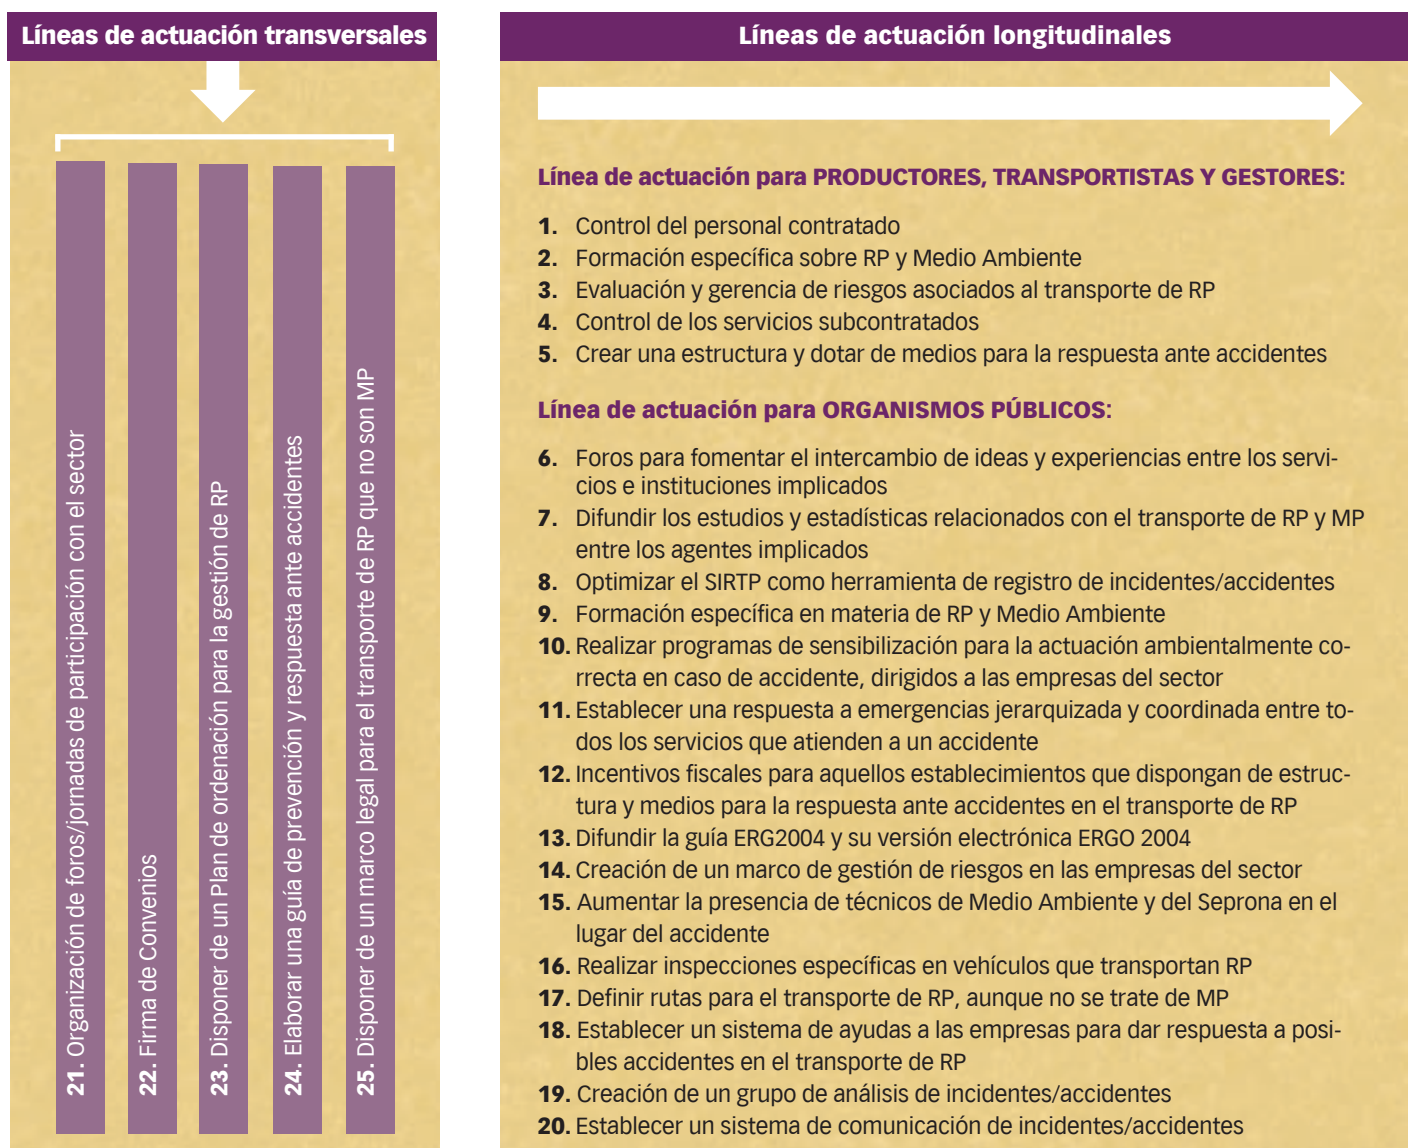 Líneas de actuación transversales
21. Organización de foros/jornadas de participación con el sector
22. Firma de Convenios
23. Disponer de un Plan de ordenación para la gestión de RP
24. Elaborar una guía de prevención y respuesta ante accidentes
25. Disponer de un marco legal para el transporte de RP que no son MP
Líneas de actuación longitudinales
Línea de actuación para PRODUCTORES, TRANSPORTISTAS Y GESTORES:
1. Control del personal contratado
2. Formación específica sobre RP y Medio Ambiente
3. Evaluación y gerencia de riesgos asociados al transporte de RP
4. Control de los servicios subcontratados
5. Crear una estructura y dotar de medios para la respuesta ante accidentes
Línea de actuación para ORGANISMOS PÚBLICOS:
6. Foros para fomentar el intercambio de ideas y experiencias entre los servi-
cios e instituciones implicados
7. Difundir los estudios y estadísticas relacionados con el transporte de RP y MP
entre los agentes implicados
8. Optimizar el SIRTP como herramienta de registro de incidentes/accidentes
9. Formación específica en materia de RP y Medio Ambiente
10. Realizar programas de sensibilización para la actuación ambientalmente co-
rrecta en caso de accidente, dirigidos a las empresas del sector
11. Establecer una respuesta a emergencias jerarquizada y coordinada entre to-
dos los servicios que atienden a un accidente
12. Incentivos fiscales para aquellos establecimientos que dispongan de estruc-
tura y medios para la respuesta ante accidentes en el transporte de RP
13. Difundir la guía ERG2004 y su versión electrónica ERGO 2004
14. Creación de un marco de gestión de riesgos en las empresas del sector
15. Aumentar la presencia de técnicos de Medio Ambiente y del Seprona en el
lugar del accidente
16. Realizar inspecciones específicas en vehículos que transportan RP
17. Definir rutas para el transporte de RP, aunque no se trate de MP
18. Establecer un sistema de ayudas a las empresas para dar respuesta a posi-
bles accidentes en el transporte de RP
19. Creación de un grupo de análisis de incidentes/accidentes
20. Establecer un sistema de comunicación de incidentes/accidentes